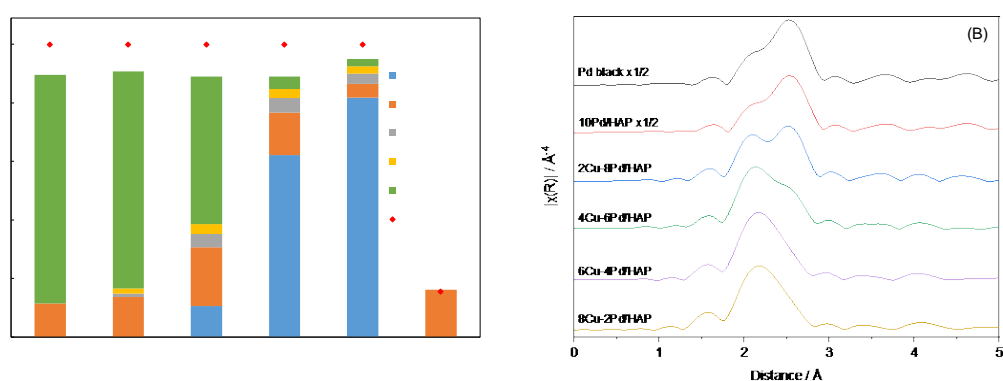 (B)
Pd black x1/2
10Pd/HAP x1/2
2Cu-8Pd/HAP
4Cu-6Pd/HAP
6Cu-4Pd/HAP
8Cu-2Pd/HAP
|χ(R)| / Å⁻⁴
0 1 2 3 4 5
Distance / Å